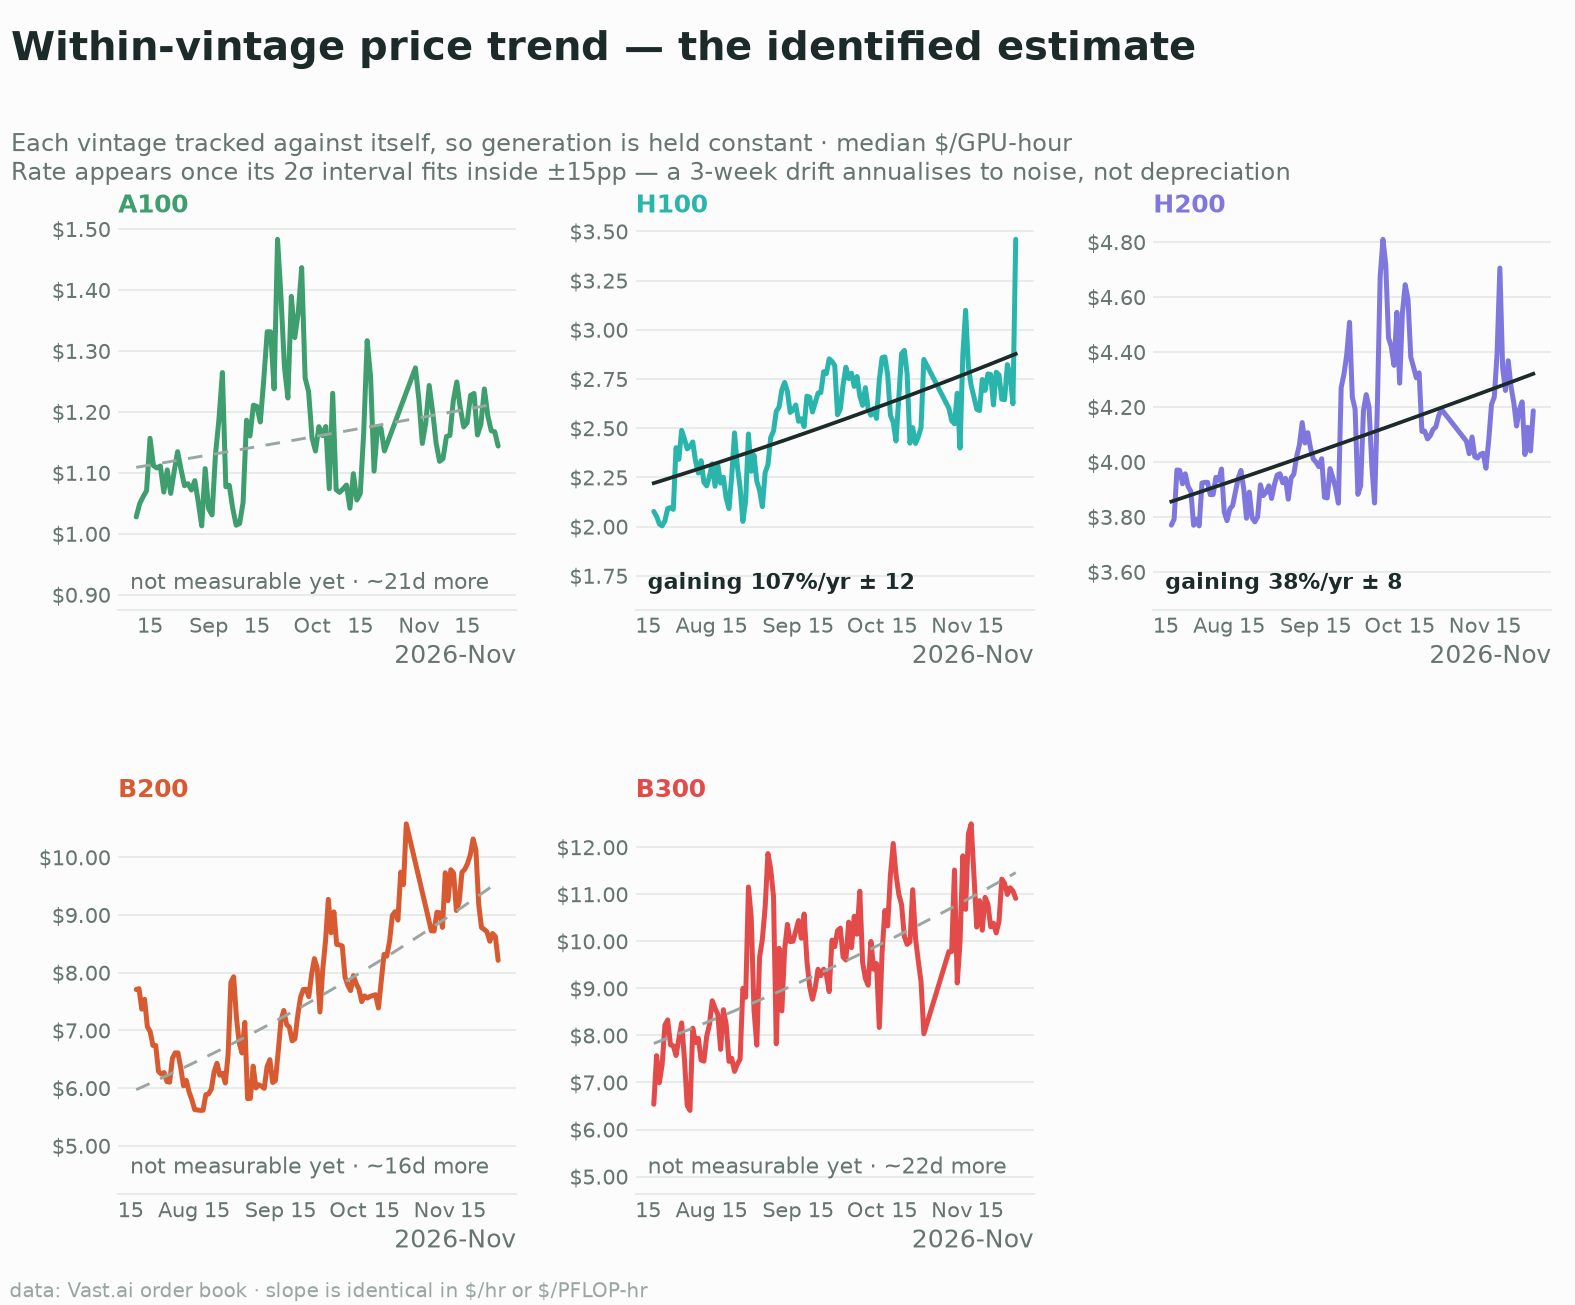 Within-vintage price trend — the identified estimate
Each vintage tracked against itself, so generation is held constant · median $/GPU-hour
Rate appears once its 2σ interval fits inside ±15pp — a 3-week drift annualises to noise, not depreciation
A100
$1.50
$1.40
$1.30
$1.20
$1.10
$1.00
$0.90
not measurable yet · ~21d more
15 Sep 15 Oct 15 Nov 15
2026-Nov
H100
$3.50
$3.25
$3.00
$2.75
$2.50
$2.25
$2.00
$1.75
gaining 107%/yr ± 12
15 Aug 15 Sep 15 Oct 15 Nov 15
2026-Nov
H200
$4.80
$4.60
$4.40
$4.20
$4.00
$3.80
$3.60
gaining 38%/yr ± 8
15 Aug 15 Sep 15 Oct 15 Nov 15
2026-Nov
B200
$10.00
$9.00
$8.00
$7.00
$6.00
$5.00
not measurable yet · ~16d more
15 Aug 15 Sep 15 Oct 15 Nov 15
2026-Nov
B300
$12.00
$11.00
$10.00
$9.00
$8.00
$7.00
$6.00
$5.00
not measurable yet · ~22d more
15 Aug 15 Sep 15 Oct 15 Nov 15
2026-Nov
data: Vast.ai order book · slope is identical in $/hr or $/PFLOP-hr